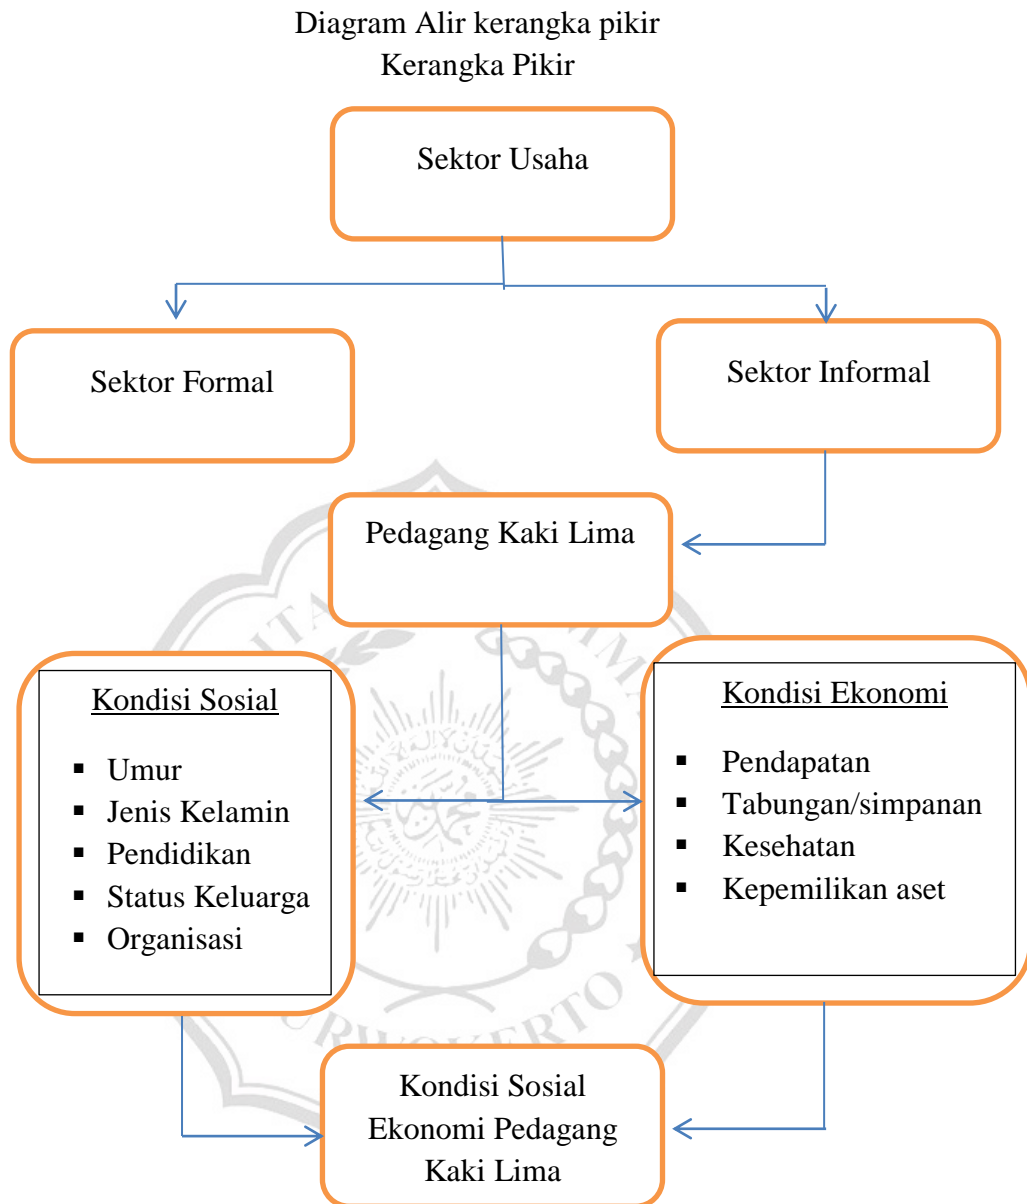 Diagram Alir kerangka pikir
Kerangka Pikir
Sektor Usaha
Sektor Formal
Sektor Informal
Pedagang Kaki Lima
Kondisi Sosial
▪ Umur
▪ Jenis Kelamin
▪ Pendidikan
▪ Status Keluarga
▪ Organisasi
Kondisi Ekonomi
▪ Pendapatan
▪ Tabungan/simpanan
▪ Kesehatan
▪ Kepemilikan aset
Kondisi Sosial
Ekonomi Pedagang
Kaki Lima